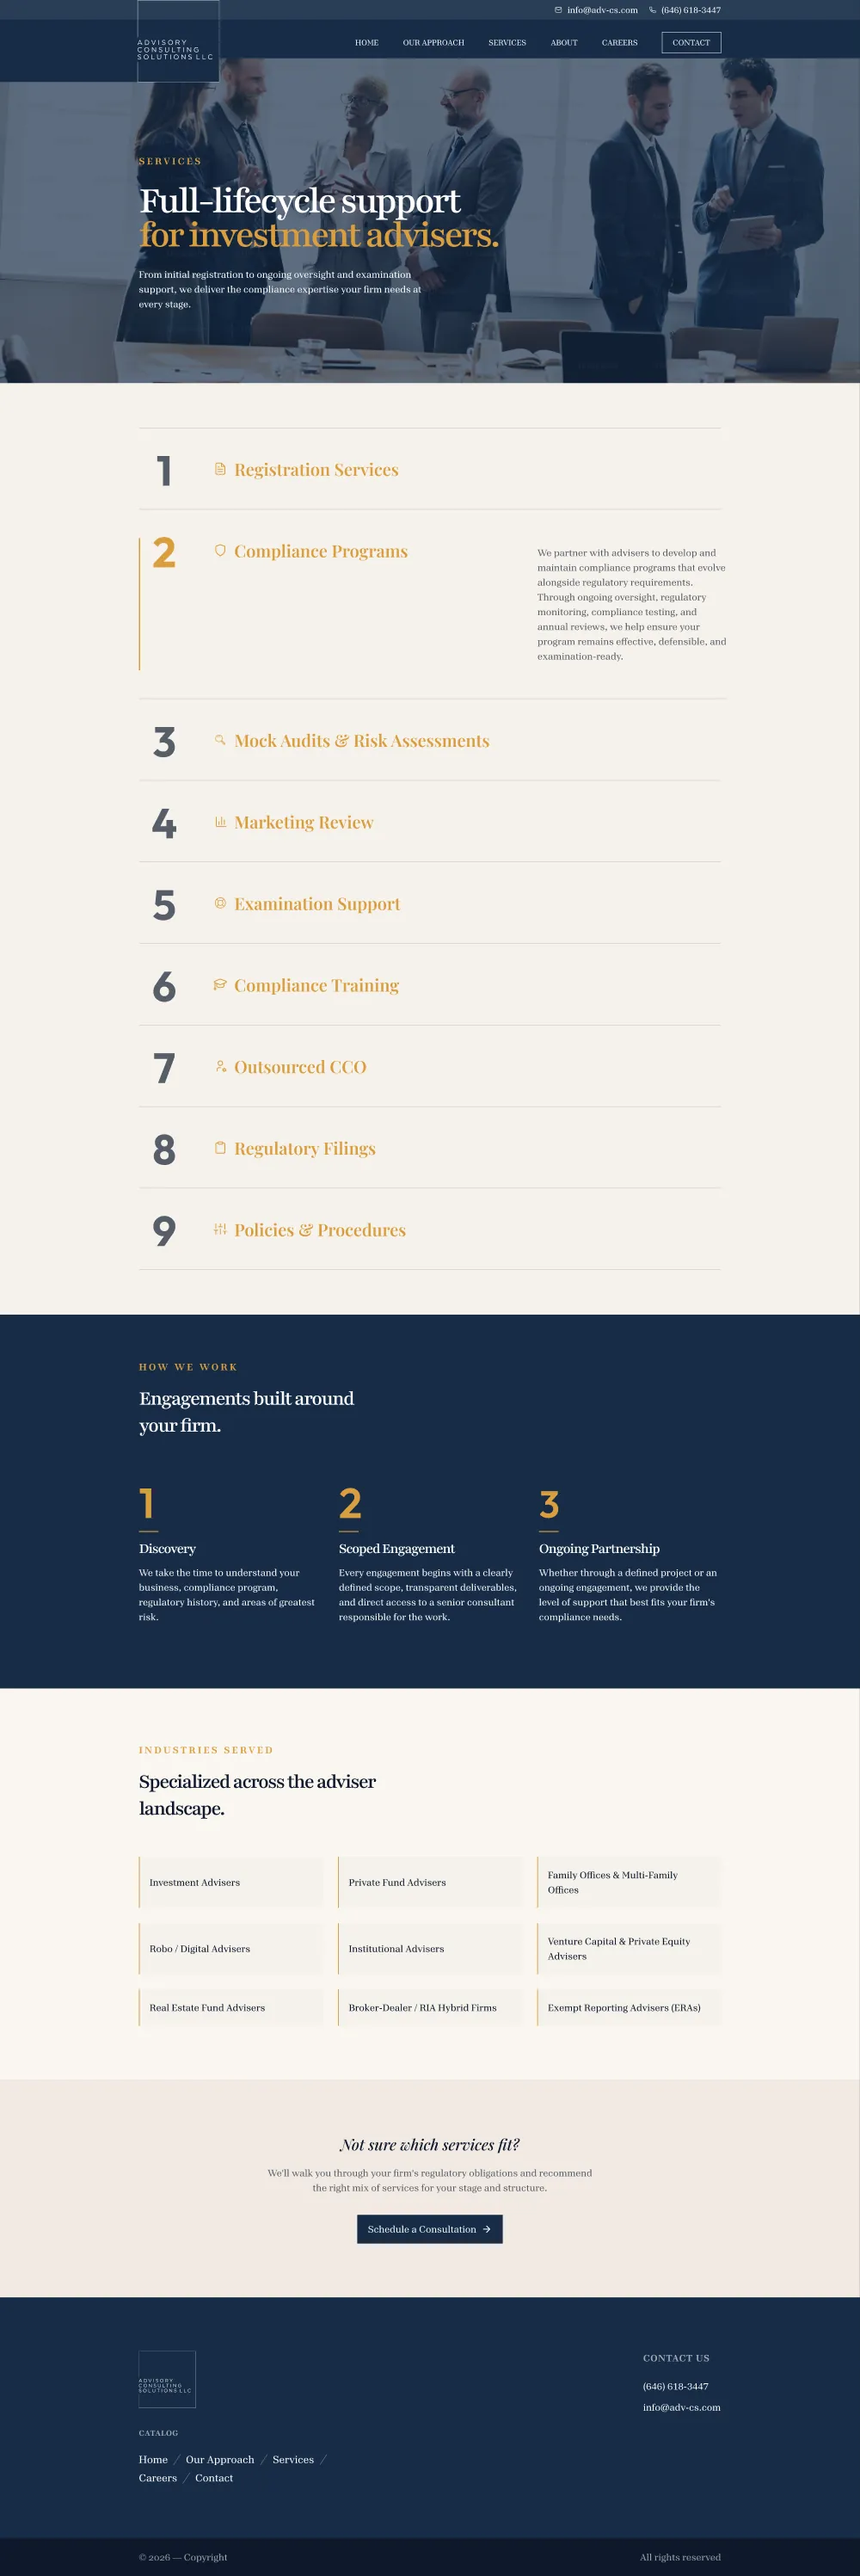 info@adv-cs.com
(646) 618-3447
ADVISORY
CONSULTING
SOLUTIONS LLC
HOME
OUR APPROACH
SERVICES
ABOUT
CAREERS
CONTACT
SERVICES
Full-lifecycle support
for investment advisers.
From initial registration to ongoing oversight and examination
support, we deliver the compliance expertise your firm needs at
every stage.
1
Registration Services
2
Compliance Programs
We partner with advisers to develop and
maintain compliance programs that evolve
alongside regulatory requirements.
Through ongoing oversight, regulatory
monitoring, compliance testing, and
annual reviews, we help ensure your
program remains effective, defensible, and
examination-ready.
3
Mock Audits & Risk Assessments
4
Marketing Review
5
Examination Support
6
Compliance Training
7
Outsourced CCO
8
Regulatory Filings
9
Policies & Procedures
HOW WE WORK
Engagements built around
your firm.
1
Discovery
We take the time to understand your
business, compliance program,
regulatory history, and areas of greatest
risk.
2
Scoped Engagement
Every engagement begins with a clearly
defined scope, transparent deliverables,
and direct access to a senior consultant
responsible for the work.
3
Ongoing Partnership
Whether through a defined project or an
ongoing engagement, we provide the
level of support that best fits your firm's
compliance needs.
INDUSTRIES SERVED
Specialized across the adviser
landscape.
Investment Advisers
Private Fund Advisers
Family Offices & Multi-Family
Offices
Robo / Digital Advisers
Institutional Advisers
Venture Capital & Private Equity
Advisers
Real Estate Fund Advisers
Broker-Dealer / RIA Hybrid Firms
Exempt Reporting Advisers (ERAs)
Not sure which services fit?
We'll walk you through your firm's regulatory obligations and recommend
the right mix of services for your stage and structure.
Schedule a Consultation →
ADVISORY
CONSULTING
SOLUTIONS LLC
CONTACT US
(646) 618-3447
info@adv-cs.com
CATALOG
Home / Our Approach / Services /
Careers / Contact
© 2026 — Copyright
All rights reserved